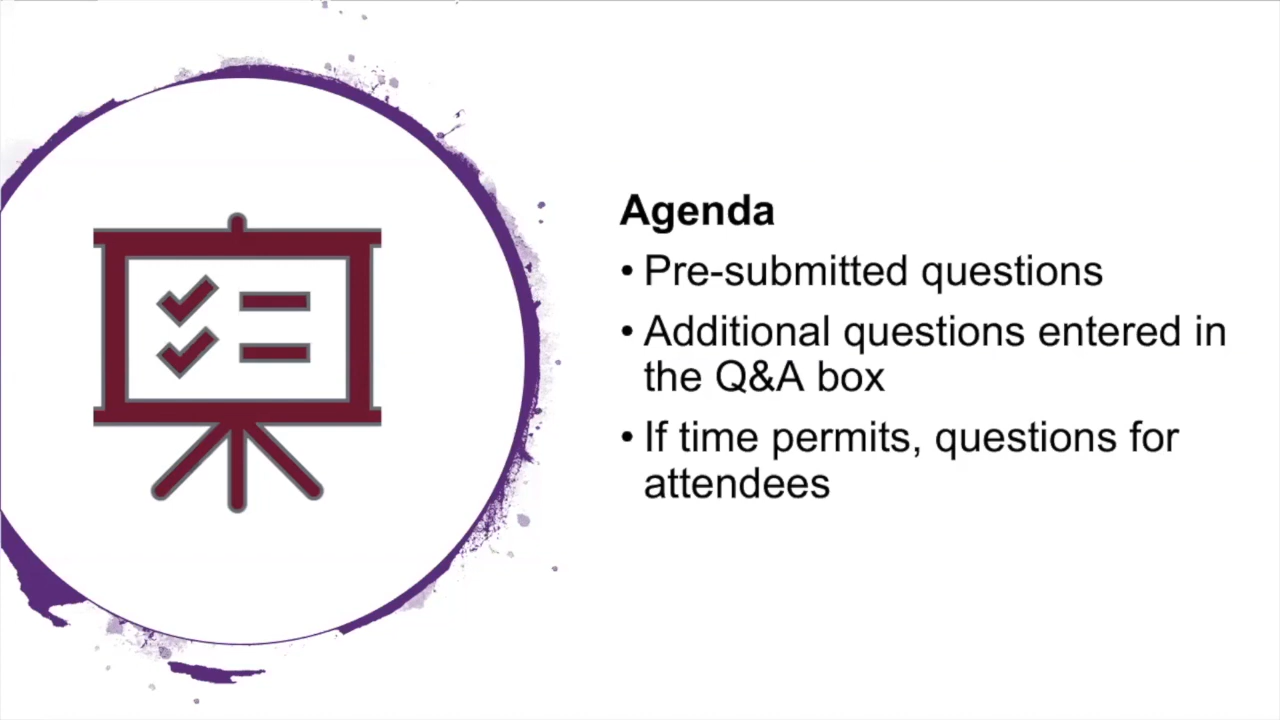 Agenda
• Pre-submitted questions
• Additional questions entered in
the Q&A box
• If time permits, questions for
attendees